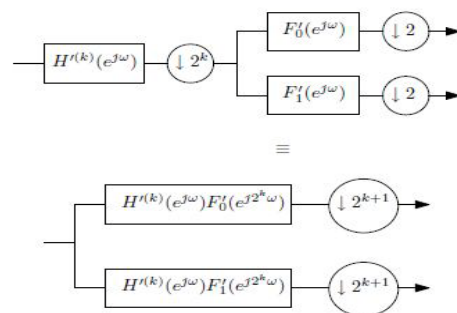 F′₀(e^{jω}) ↓ 2
H′^{(k)}(e^{jω}) ↓ 2^k
F′₁(e^{jω}) ↓ 2
≡
H′^{(k)}(e^{jω})F′₀(e^{j2^kω}) ↓ 2^{k+1}
H′^{(k)}(e^{jω})F′₁(e^{j2^kω}) ↓ 2^{k+1}